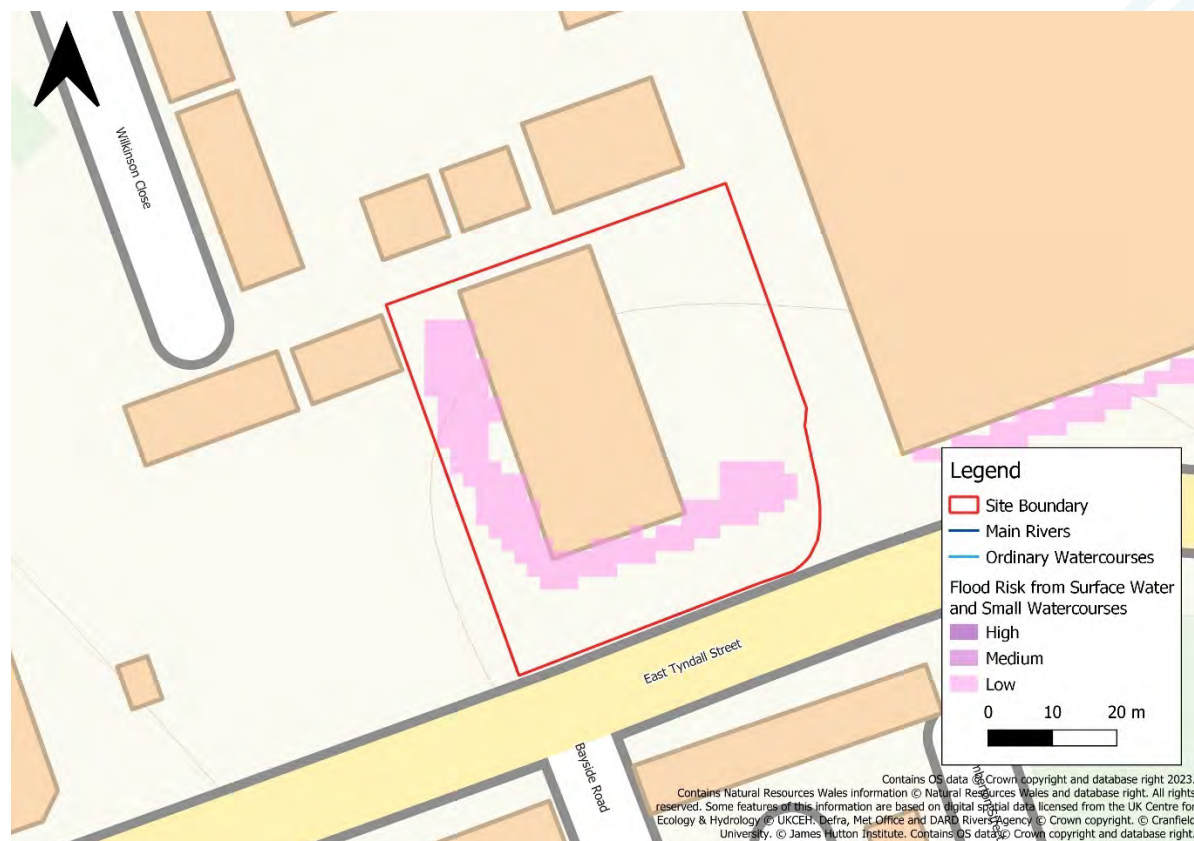 Wilkinson Close
East Tyndall Street
Bayside Road
Legend
Site Boundary
Main Rivers
Ordinary Watercourses
Flood Risk from Surface Water
and Small Watercourses
High
Medium
Low
0 10 20 m
Contains OS data © Crown copyright and database right 2023.
Contains Natural Resources Wales information © Natural Resources Wales and database right. All rights
reserved. Some features of this information are based on digital spatial data licensed from the UK Centre for
Ecology & Hydrology © UKCEH. Defra, Met Office and DARD Rivers Agency © Crown copyright. © Cranfield
University. © James Hutton Institute. Contains OS data © Crown copyright and database right.